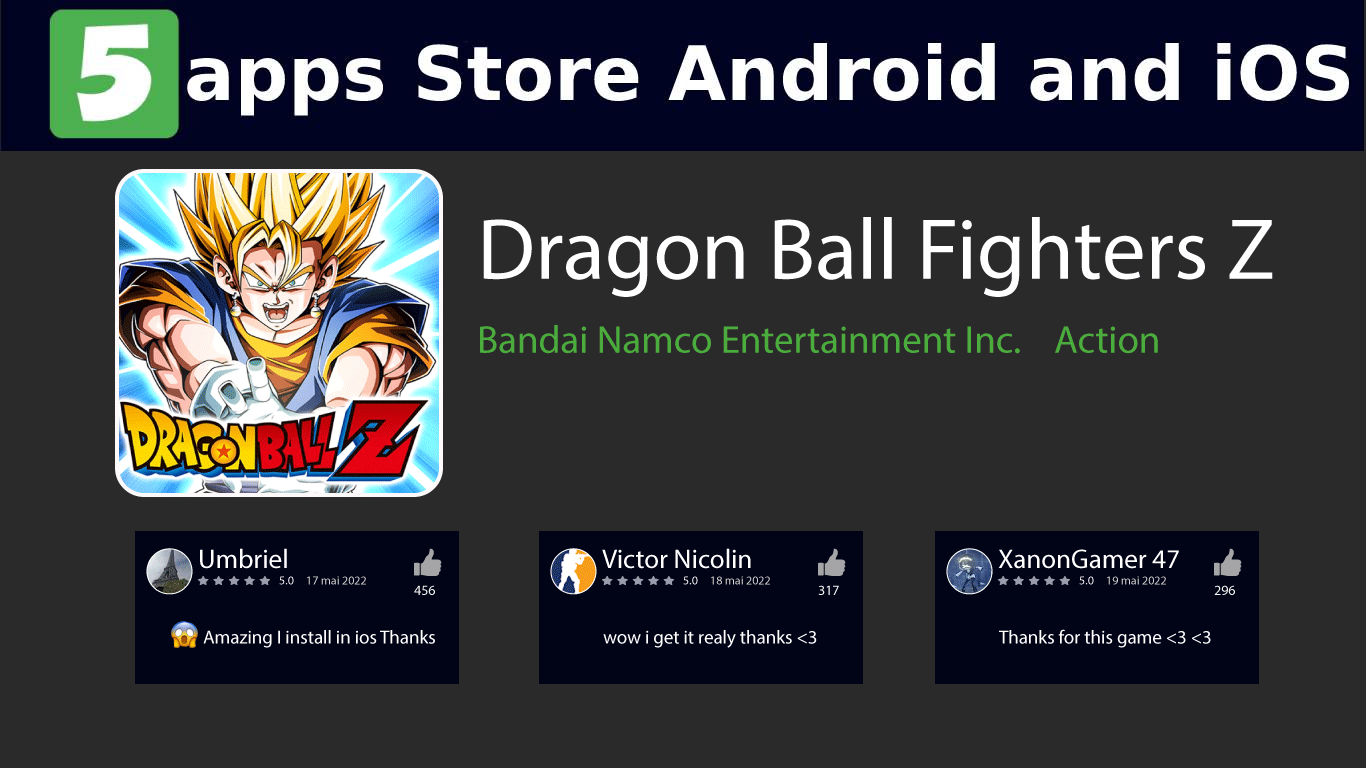 5 apps Store Android and iOS
Dragon Ball Fighters Z
Bandai Namco Entertainment Inc. Action
DRAGON BALL Z
Umbriel
5.0 17 mai 2022
456
😱 Amazing I install in ios Thanks
Victor Nicolin
5.0 18 mai 2022
317
wow i get it realy thanks <3
XanonGamer 47
5.0 19 mai 2022
296
Thanks for this game <3 <3